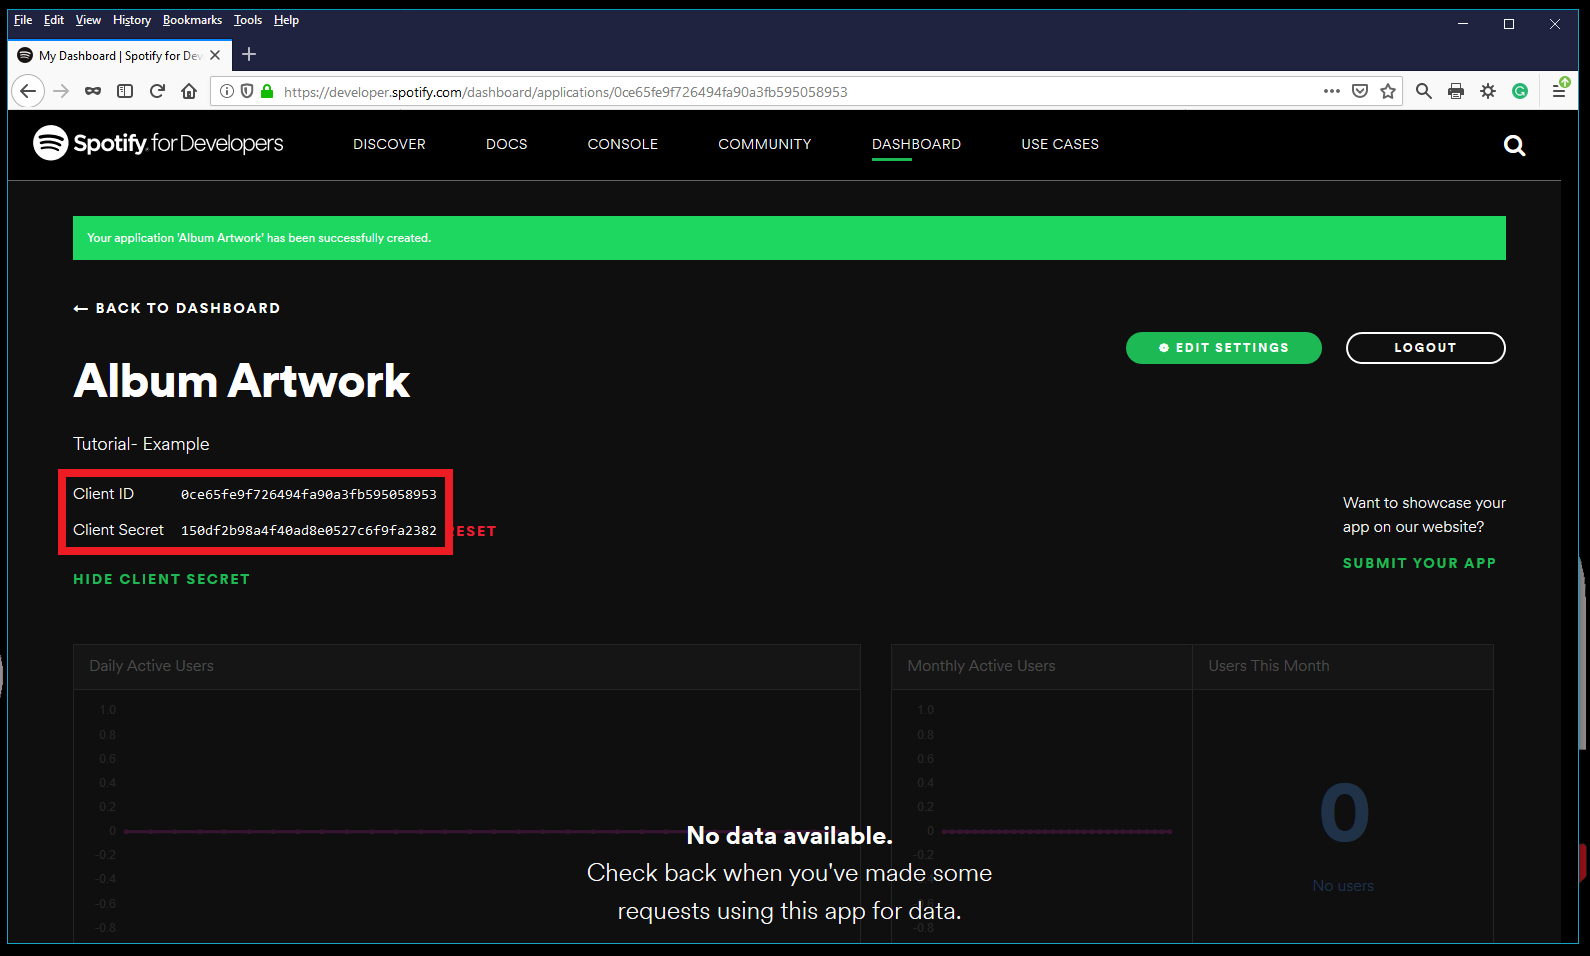 File Edit View History Bookmarks Tools Help
My Dashboard | Spotify for Dev
https://developer.spotify.com/dashboard/applications/0ce65fe9f726494fa90a3fb595058953
Spotify for Developers DISCOVER DOCS CONSOLE COMMUNITY DASHBOARD USE CASES
Your application 'Album Artwork' has been successfully created.
← BACK TO DASHBOARD
EDIT SETTINGS LOGOUT
Album Artwork
Tutorial- Example
Client ID 0ce65fe9f726494fa90a3fb595058953
Client Secret 150df2b98a4f40ad8e0527c6f9fa2382 ESET
HIDE CLIENT SECRET
Want to showcase your
app on our website?
SUBMIT YOUR APP
Daily Active Users
1.0
0.8
0.6
0.4
0.2
0
-0.2
-0.4
-0.6
-0.8
Monthly Active Users
1.0
0.8
0.6
0.4
0.2
0
-0.2
-0.8
Users This Month
0
No users
No data available.
Check back when you've made some
requests using this app for data.